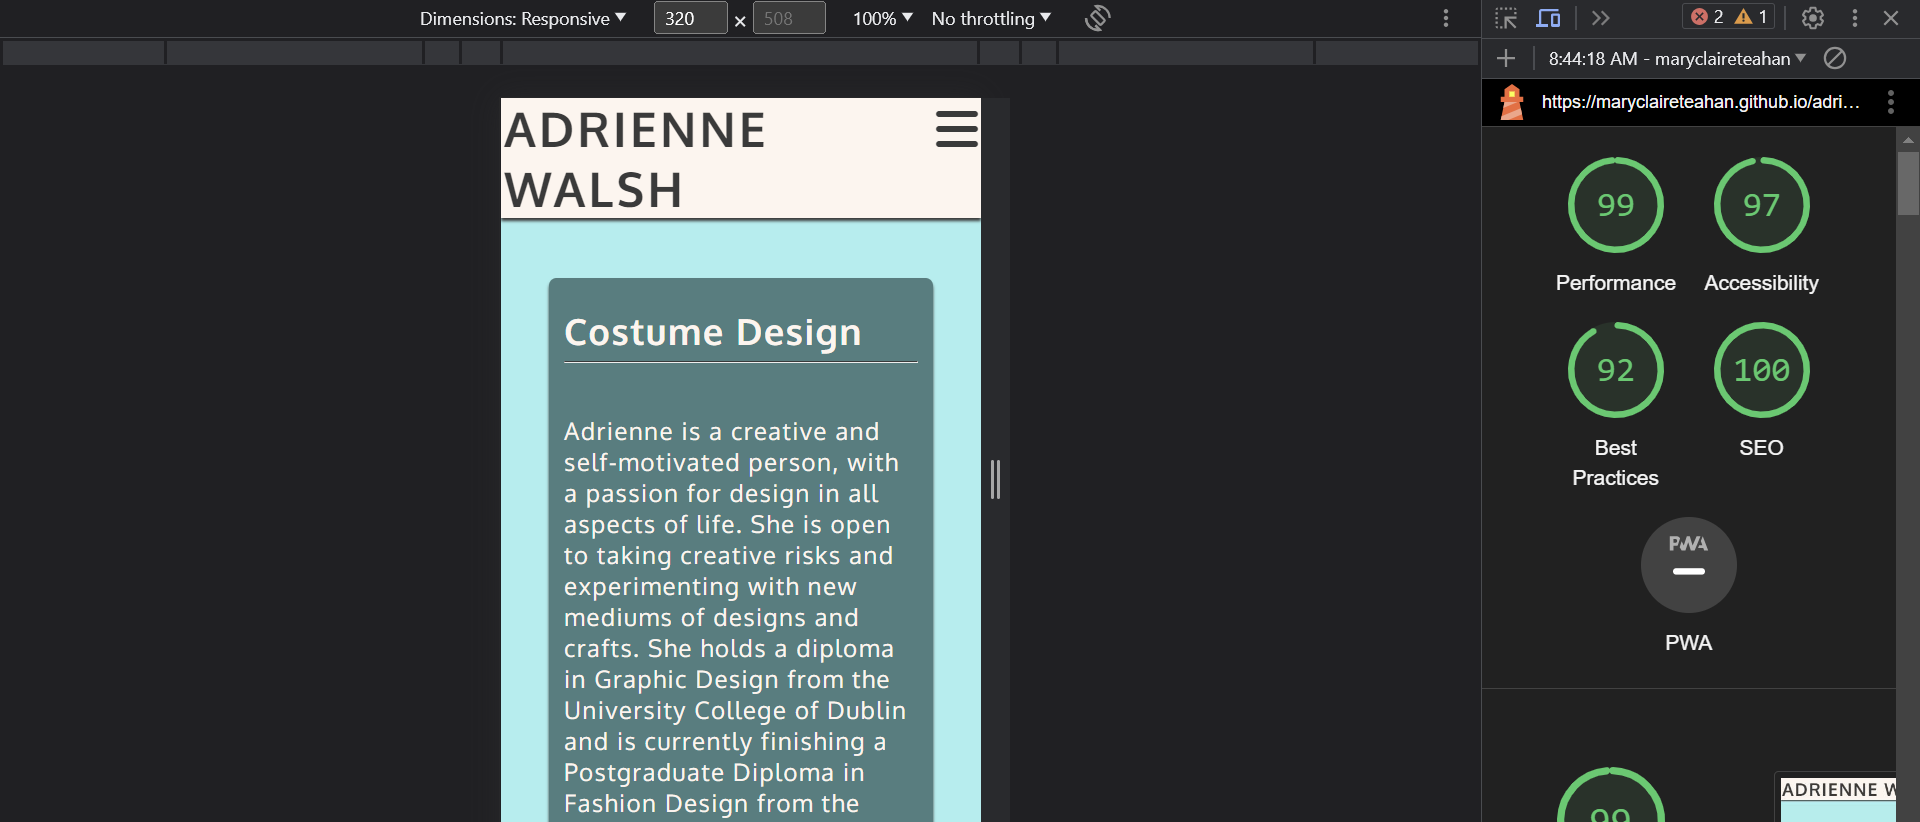 Dimensions: Responsive ▼ 320 × 508 100% ▼ No throttling ▼
2 1
8:44:18 AM - maryclaireteahan ▼
https://maryclaireteahan.github.io/adri...
ADRIENNE
WALSH
Costume Design
Adrienne is a creative and
self-motivated person, with
a passion for design in all
aspects of life. She is open
to taking creative risks and
experimenting with new
mediums of designs and
crafts. She holds a diploma
in Graphic Design from the
University College of Dublin
and is currently finishing a
Postgraduate Diploma in
Fashion Design from the
99 97
Performance Accessibility
92 100
Best
Practices
SEO
PWA
PWA
99
ADRIENNE W